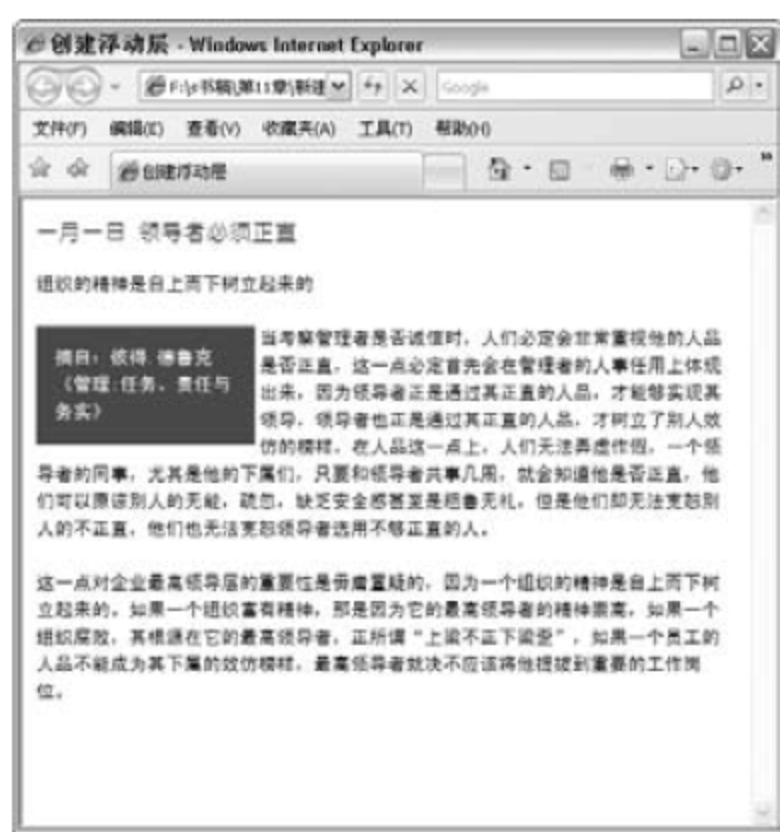 创建浮动层 - Windows Internet Explorer
F:\s书稿\第11章\新建
Google
文件(F) 编辑(E) 查看(V) 收藏夹(A) 工具(T) 帮助(H)
创建浮动层
一月一日 领导者必须正直
组织的精神是自上而下树立起来的
摘自：彼得.德鲁克
《管理:任务、责任与
务实》
当考察管理者是否诚信时，人们必定会非常重视他的人品
是否正直，这一点必定首先会在管理者的人事任用上体现
出来，因为领导者正是通过其正直的人品，才能够实现其
领导，领导者也正是通过其正直的人品，才树立了别人效
仿的榜样，在人品这一点上，人们无法弄虚作假，一个领
导者的同事，尤其是他的下属们，只要和领导者共事几周，就会知道他是否正直，他
们可以原谅别人的无能，疏忽，缺乏安全感甚至是粗鲁无礼，但是他们却无法宽恕别
人的不正直，他们也无法宽恕领导者选用不够正直的人。
这一点对企业最高领导层的重要性是毋庸置疑的，因为一个组织的精神是自上而下树
立起来的，如果一个组织富有精神，那是因为它的最高领导者的精神崇高，如果一个
组织腐败，其根源在它的最高领导者，正所谓“上梁不正下梁歪”，如果一个员工的
人品不能成为其下属的效仿榜样，最高领导者就决不应该将他提拔到重要的工作岗
位。